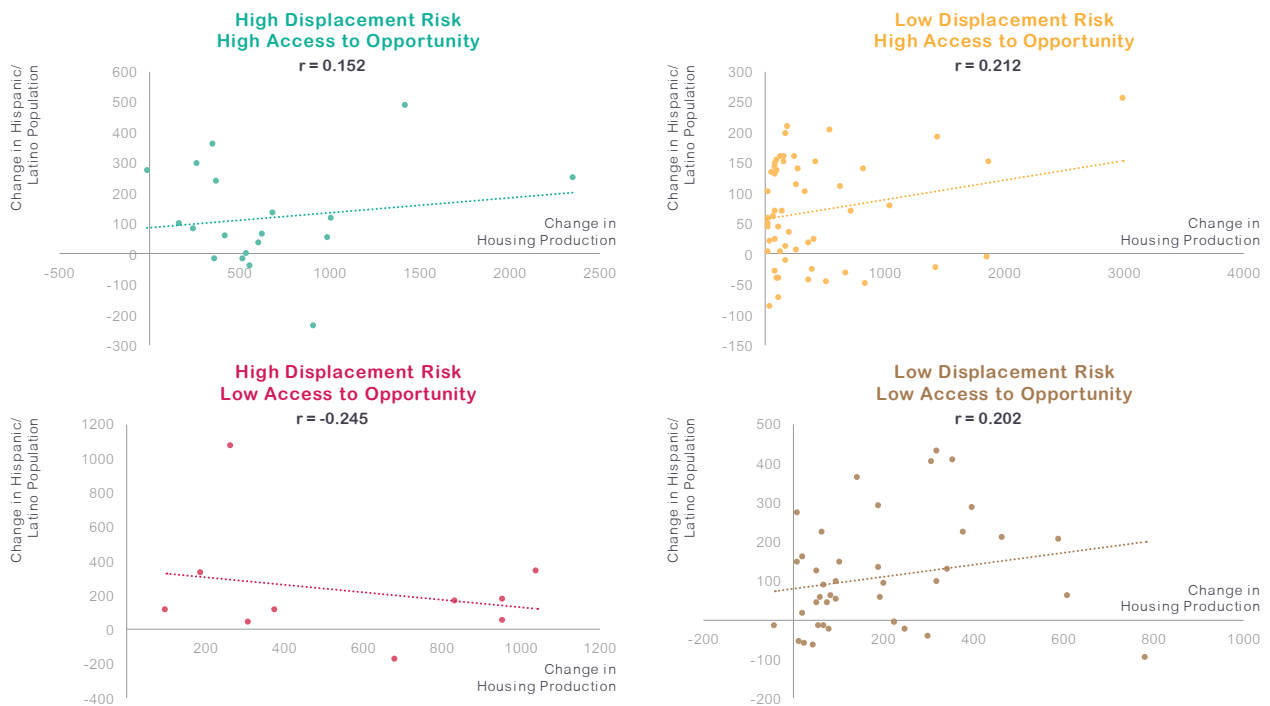 High Displacement Risk
High Access to Opportunity
r = 0.152
Change in Hispanic/
Latino Population
600
500
400
300
200
100
0
-100
-200
-300
-500
500
1000
1500
2000
2500
Change in
Housing Production
Low Displacement Risk
High Access to Opportunity
r = 0.212
Change in Hispanic/
Latino Population
300
250
200
150
100
50
0
-50
-100
-150
1000
2000
3000
4000
Change in
Housing Production
High Displacement Risk
Low Access to Opportunity
r = -0.245
Change in Hispanic/
Latino Population
1200
1000
800
600
400
200
0
-200
-400
200
400
600
800
1000
1200
Change in
Housing Production
Low Displacement Risk
Low Access to Opportunity
r = 0.202
Change in Hispanic/
Latino Population
500
400
300
200
100
0
-100
-200
-200
200
400
600
800
1000
Change in
Housing Production